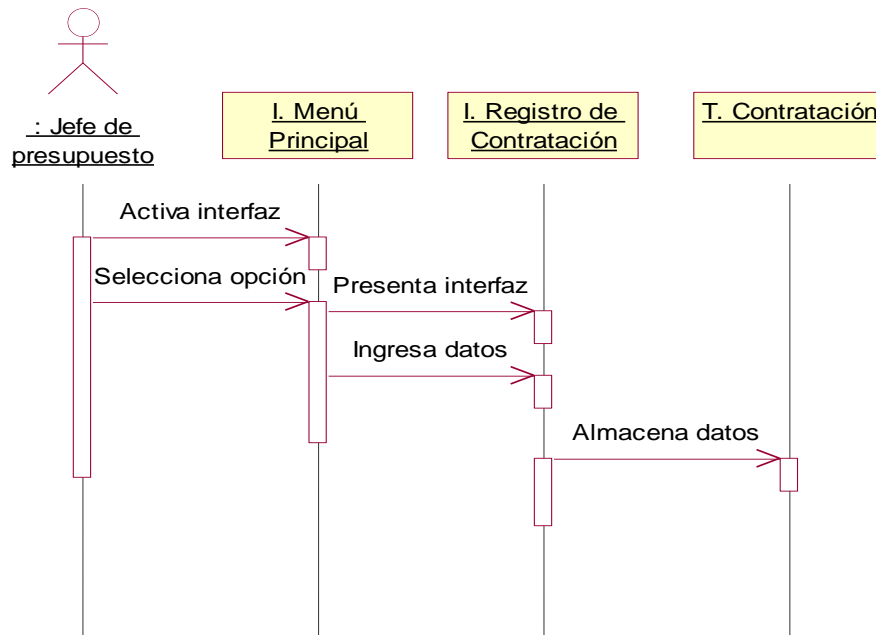 : Jefe de
presupuesto
I. Menú
Principal
I. Registro de
Contratación
T. Contratación
Activa interfaz
Selecciona opción
Presenta interfaz
Ingresa datos
Almacena datos